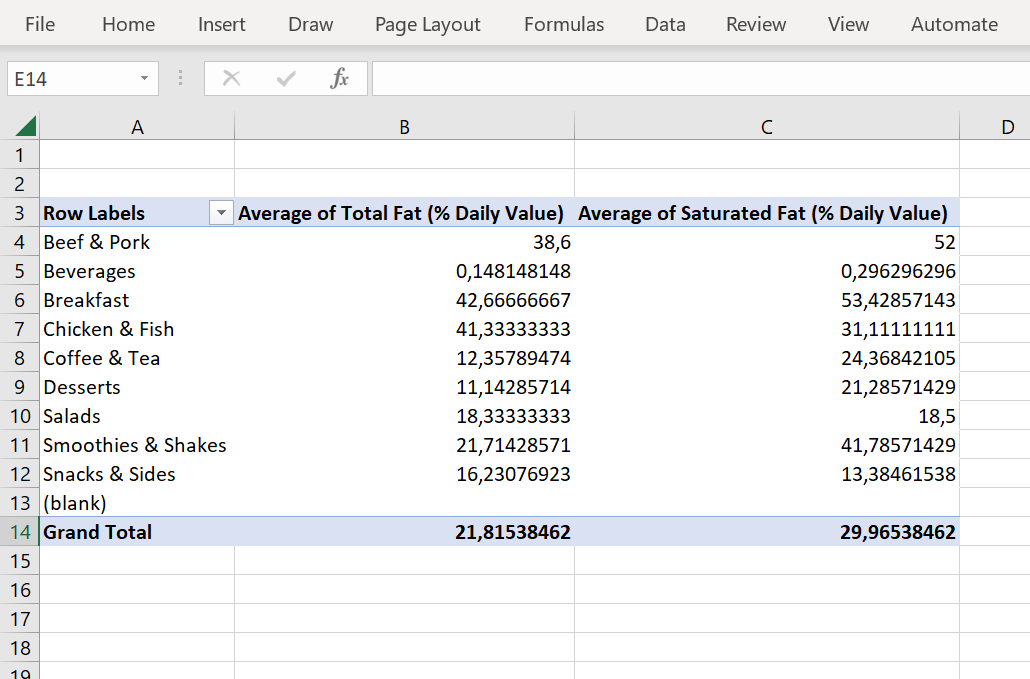 File Home Insert Draw Page Layout Formulas Data Review View Automate
E14 fx
A B C D
1
2
3 Row Labels Average of Total Fat (% Daily Value) Average of Saturated Fat (% Daily Value)
4 Beef & Pork 38,6 52
5 Beverages 0,148148148 0,296296296
6 Breakfast 42,66666667 53,42857143
7 Chicken & Fish 41,33333333 31,11111111
8 Coffee & Tea 12,35789474 24,36842105
9 Desserts 11,14285714 21,28571429
10 Salads 18,33333333 18,5
11 Smoothies & Shakes 21,71428571 41,78571429
12 Snacks & Sides 16,23076923 13,38461538
13 (blank)
14 Grand Total 21,81538462 29,96538462
15
16
17
18
19